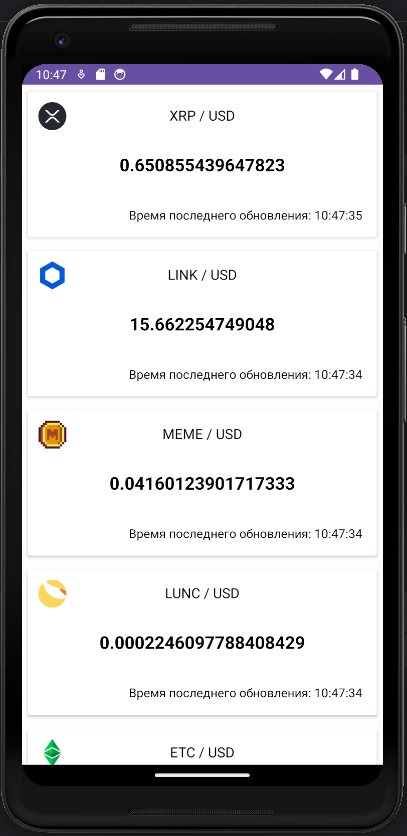 10:47
XRP / USD
0.650855439647823
Время последнего обновления: 10:47:35
LINK / USD
15.662254749048
Время последнего обновления: 10:47:34
M
MEME / USD
0.04160123901717333
Время последнего обновления: 10:47:34
LUNC / USD
0.0002246097788408429
Время последнего обновления: 10:47:34
ETC / USD